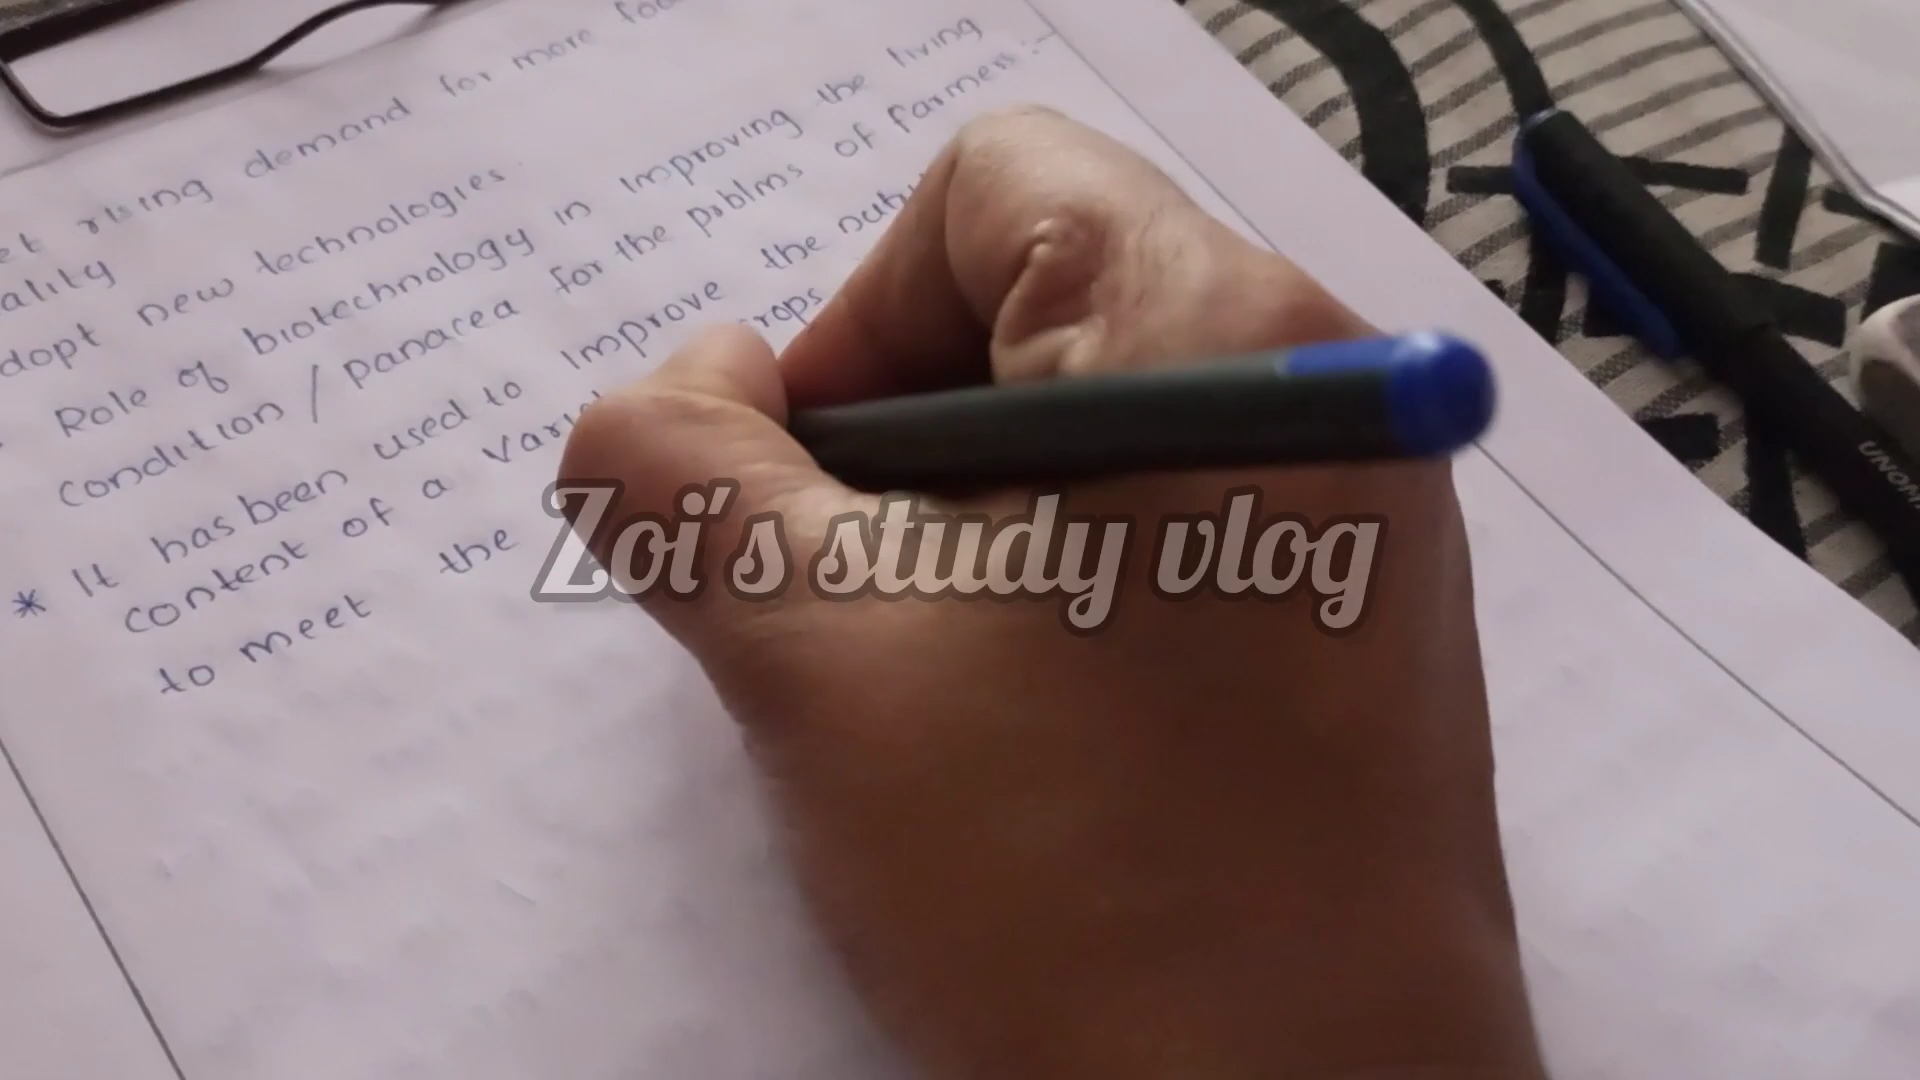 rising demand for more
ality
dopt new technologies.
Role of biotechnology in improving the living
condition / panacea for the pblms of farmers:-
* It has been used to improve the
content of a
to meet the
Zoi's study vlog